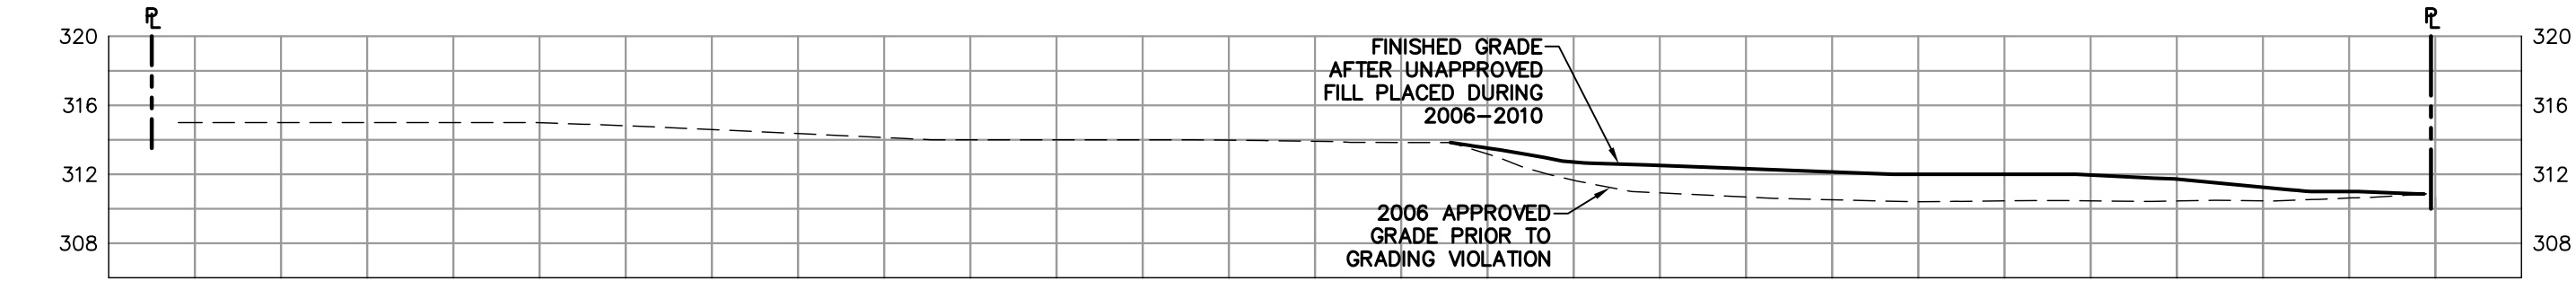 PL
PL
320
320
FINISHED GRADE
AFTER UNAPPROVED
FILL PLACED DURING
2006-2010
316
316
312
312
2006 APPROVED
GRADE PRIOR TO
GRADING VIOLATION
308
308